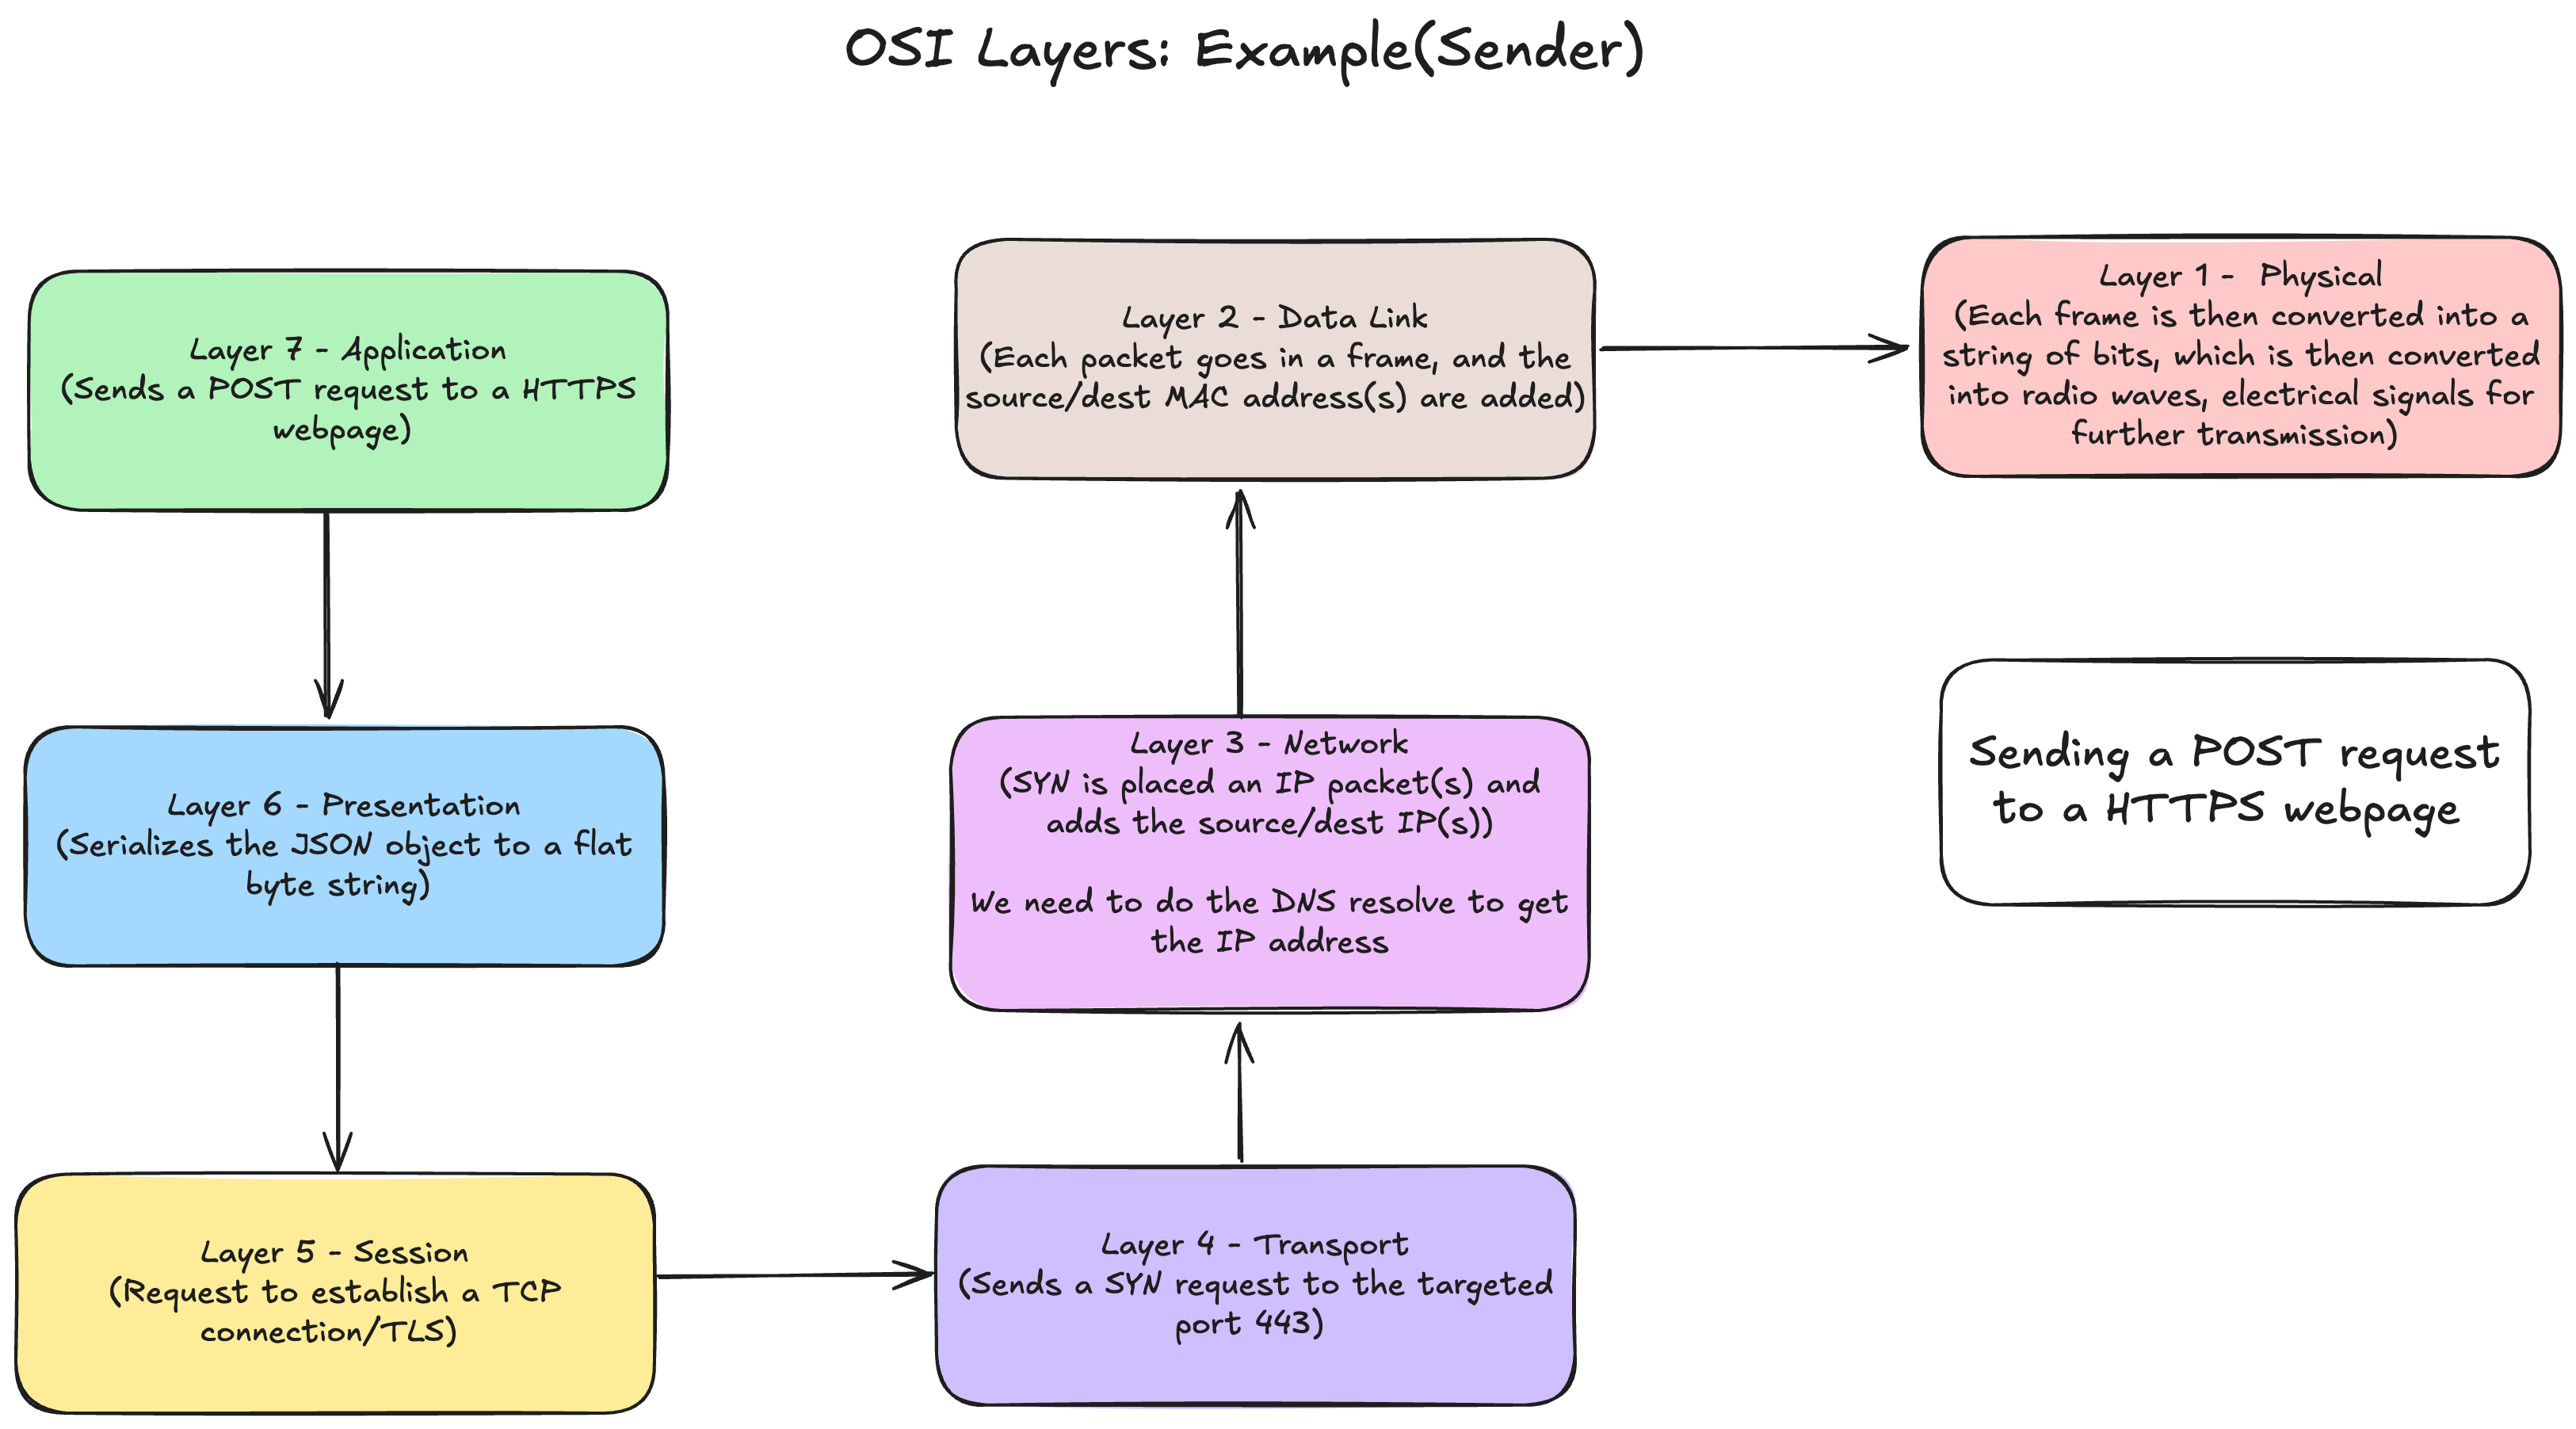 OSI Layers: Example(Sender)
Layer 7 - Application
(Sends a POST request to a HTTPS
webpage)
Layer 6 - Presentation
(Serializes the JSON object to a flat
byte string)
Layer 5 - Session
(Request to establish a TCP
connection/TLS)
Layer 4 - Transport
(Sends a SYN request to the targeted
port 443)
Layer 3 - Network
(SYN is placed an IP packet(s) and
adds the source/dest IP(s))
We need to do the DNS resolve to get
the IP address
Layer 2 - Data Link
(Each packet goes in a frame, and the
source/dest MAC address(s) are added)
Layer 1 - Physical
(Each frame is then converted into a
string of bits, which is then converted
into radio waves, electrical signals for
further transmission)
Sending a POST request
to a HTTPS webpage